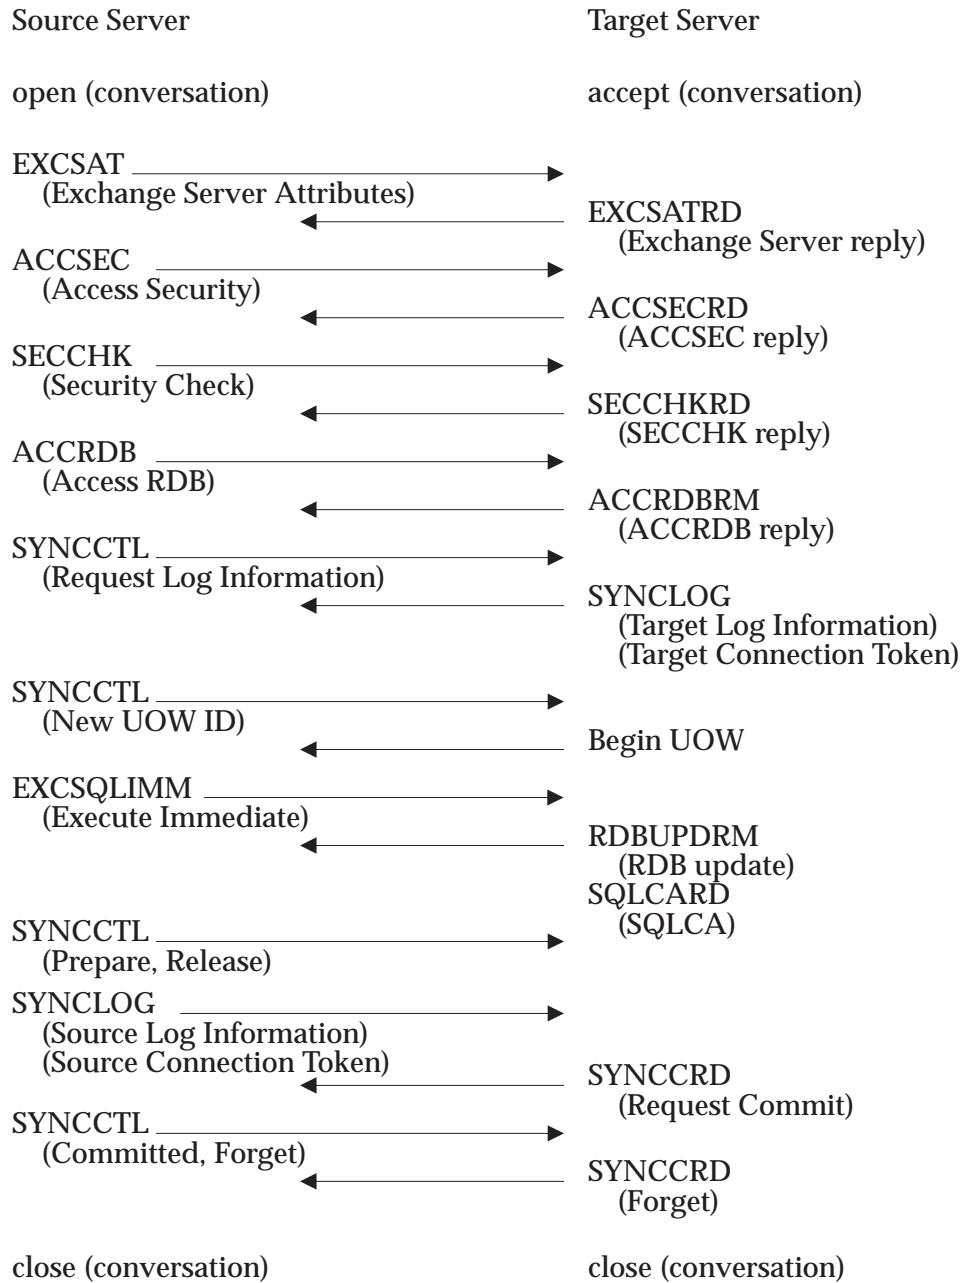 Source Server
Target Server
open (conversation)
accept (conversation)
EXCSAT
(Exchange Server Attributes)
EXCSATRD
(Exchange Server reply)
ACCSEC
(Access Security)
ACCSECRD
(ACCSEC reply)
SECCHK
(Security Check)
SECCHKRD
(SECCHK reply)
ACCRDB
(Access RDB)
ACCRDBRM
(ACCRDB reply)
SYNCCTL
(Request Log Information)
SYNCLOG
(Target Log Information)
(Target Connection Token)
SYNCCTL
(New UOW ID)
Begin UOW
EXCSQLIMM
(Execute Immediate)
RDBUPDRM
(RDB update)
SQLCARD
(SQLCA)
SYNCCTL
(Prepare, Release)
SYNCLOG
(Source Log Information)
(Source Connection Token)
SYNCCRD
(Request Commit)
SYNCCTL
(Committed, Forget)
SYNCCRD
(Forget)
close (conversation)
close (conversation)